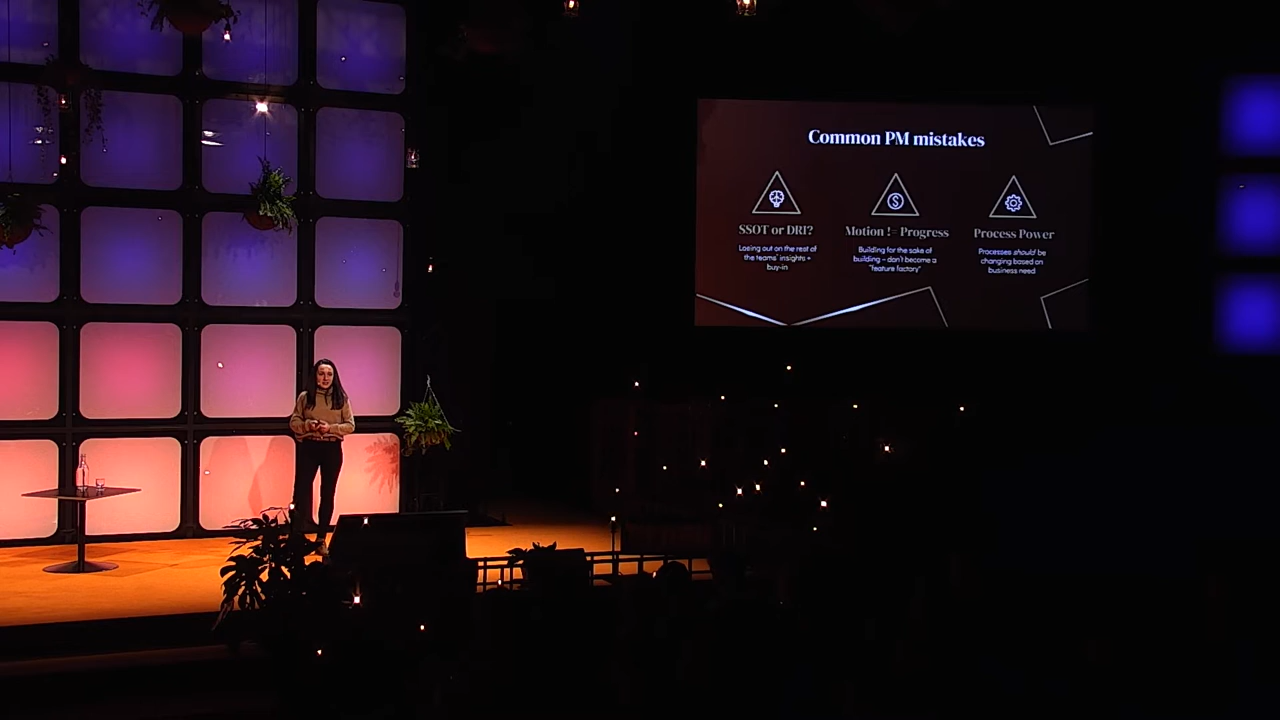 Common PM mistakes
SSOT or DRI?
Losing out on the rest of
the teams' insights +
buy-in
Motion != Progress
Building for the sake of
building – don't become a
"feature factory"
Process Power
Processes should be
changing based on
business need